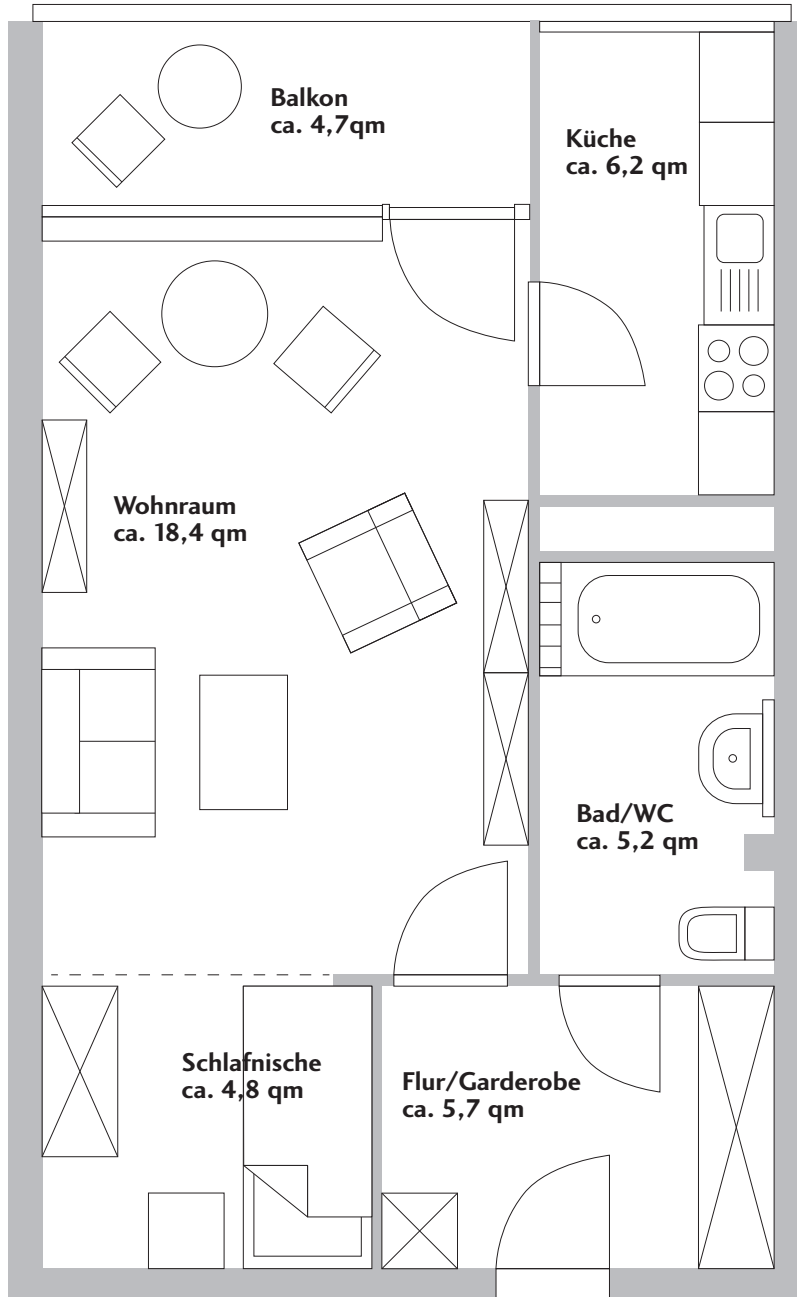 Balkon
ca. 4,7qm
Küche
ca. 6,2 qm
Wohnraum
ca. 18,4 qm
Bad/WC
ca. 5,2 qm
Schlafnische
ca. 4,8 qm
Flur/Garderobe
ca. 5,7 qm